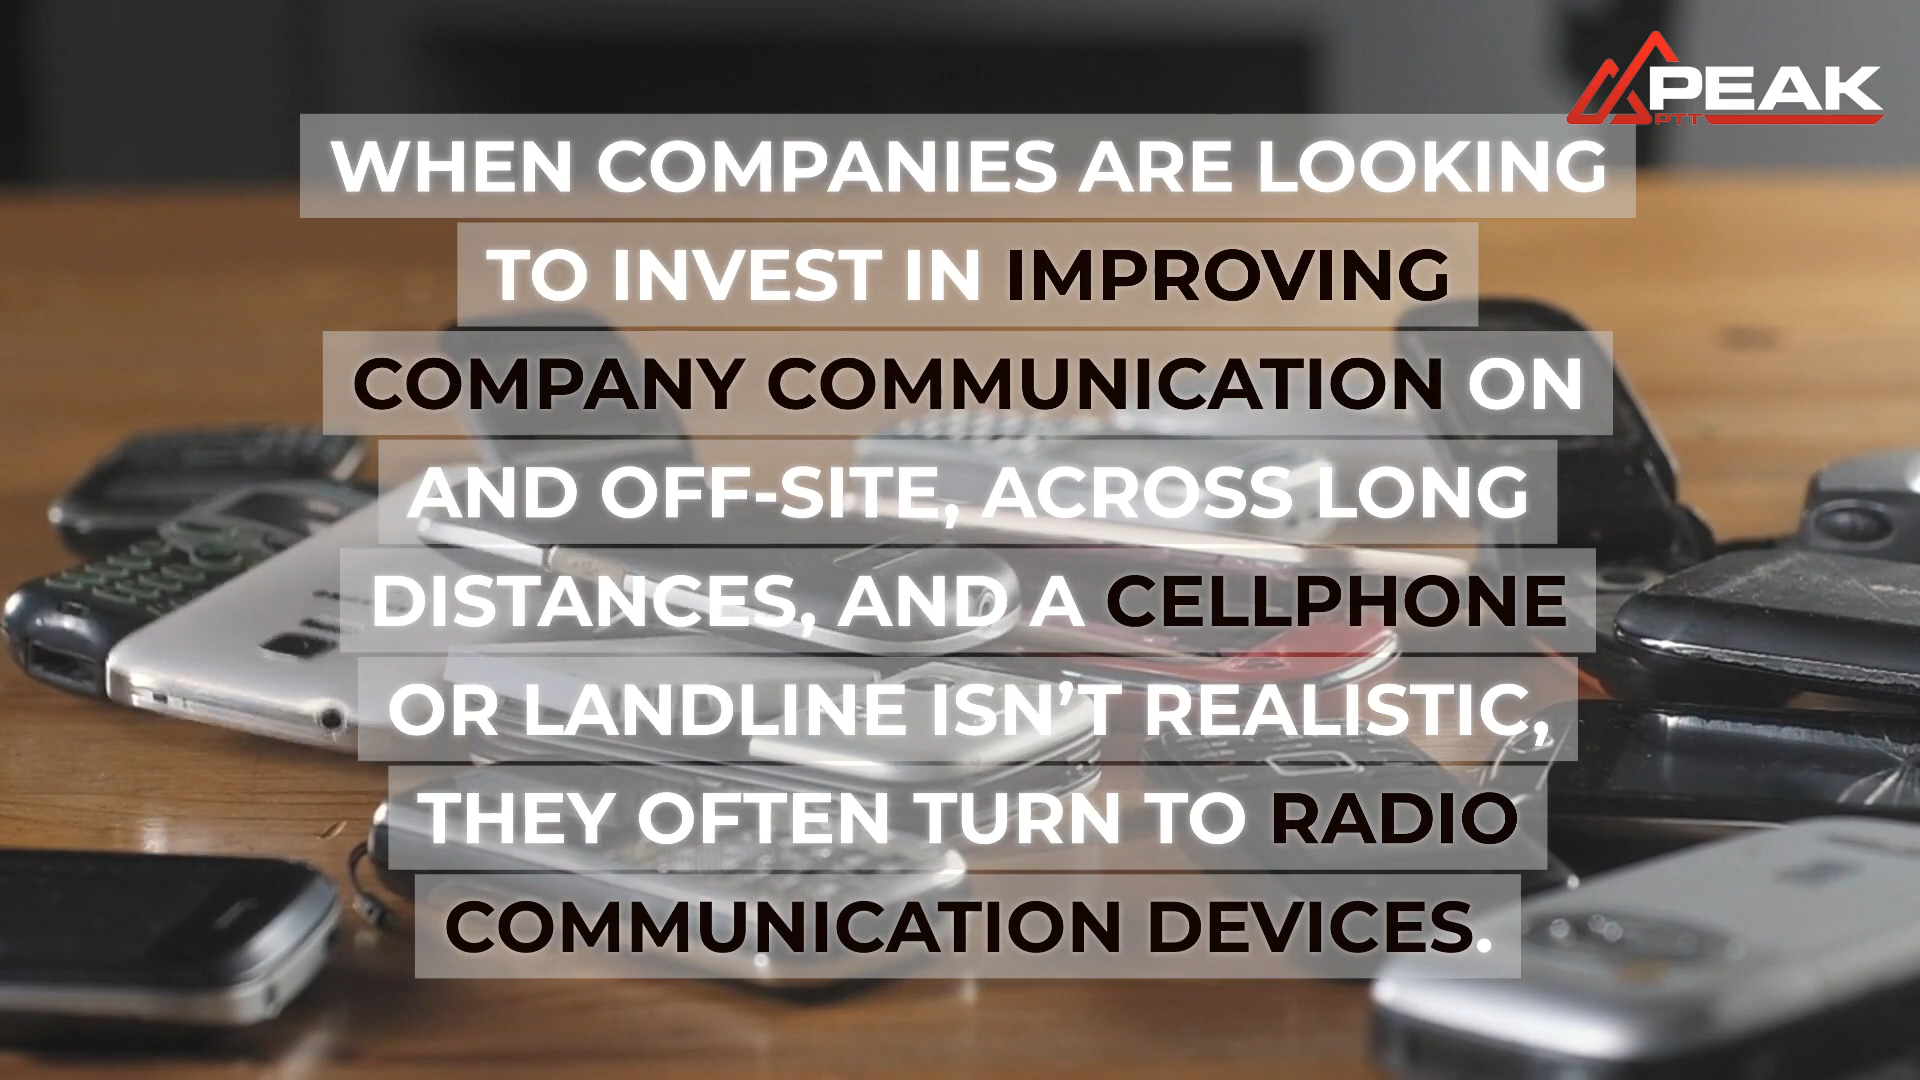 PEAK
PTT
WHEN COMPANIES ARE LOOKING
TO INVEST IN IMPROVING
COMPANY COMMUNICATION ON
AND OFF-SITE, ACROSS LONG
DISTANCES, AND A CELLPHONE
OR LANDLINE ISN’T REALISTIC,
THEY OFTEN TURN TO RADIO
COMMUNICATION DEVICES.